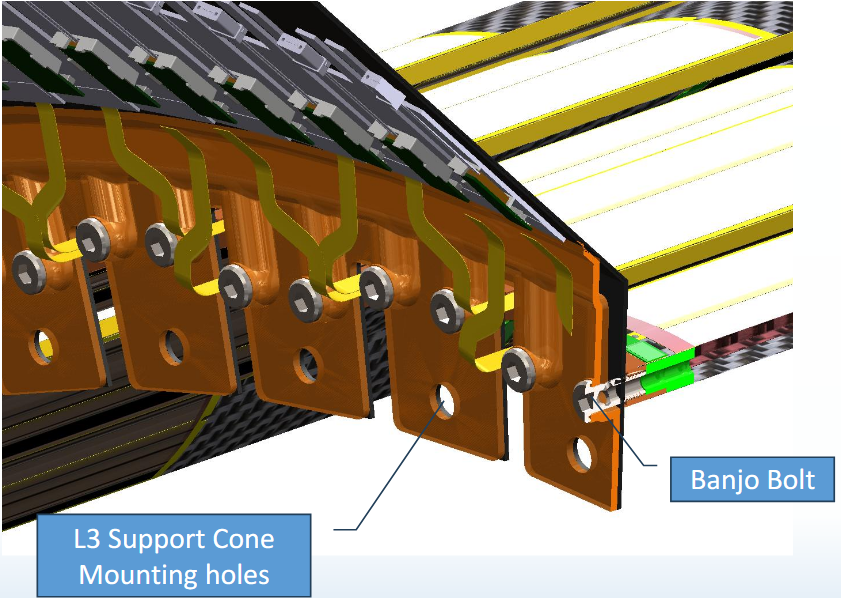 Banjo Bolt
L3 Support Cone
Mounting holes